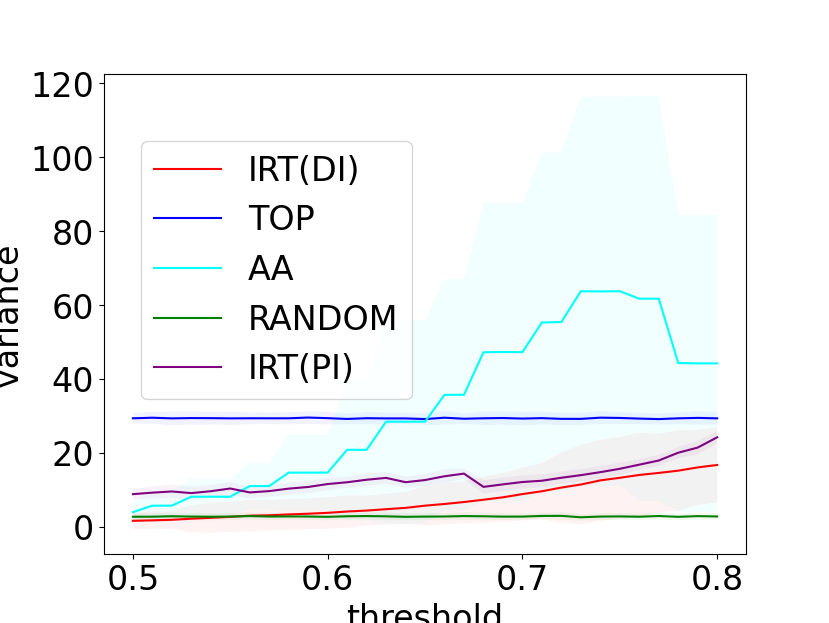 120
100
80
60
40
20
0
variance
IRT(DI)
TOP
AA
RANDOM
IRT(PI)
0.5 0.6 0.7 0.8
threshold